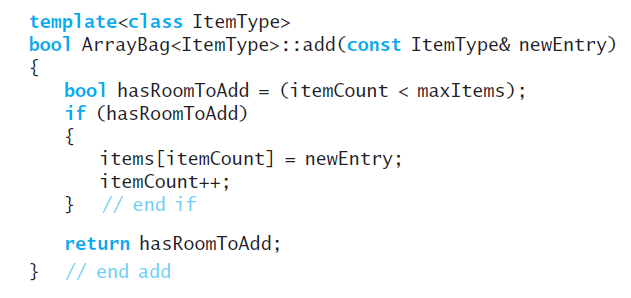 template<class ItemType>
bool ArrayBag<ItemType>::add(const ItemType& newEntry)
{
   bool hasRoomToAdd = (itemCount < maxItems);
   if (hasRoomToAdd)
   {
      items[itemCount] = newEntry;
      itemCount++;
   }  // end if
   return hasRoomToAdd;
}  // end add